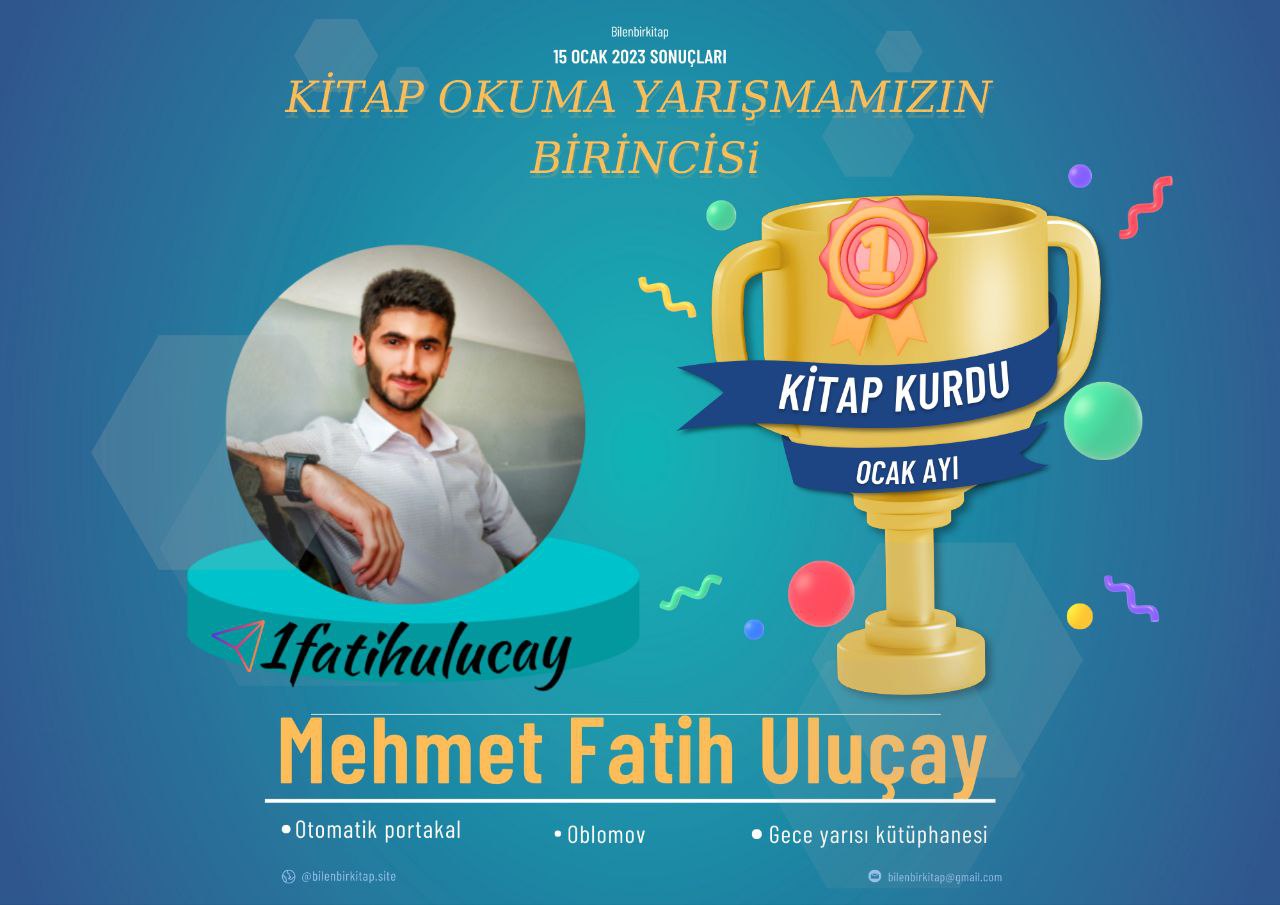 Bilenbirkitap
15 OCAK 2023 SONUÇLARI
KİTAP OKUMA YARIŞMAMIZIN
BİRİNCİSi
1
KİTAP KURDU
OCAK AYI
1fatihulucay
Mehmet Fatih Uluçay
• Otomatik portakal • Oblomov • Gece yarısı kütüphanesi
@bilenbirkitap.site bilenbirkitap@gmail.com